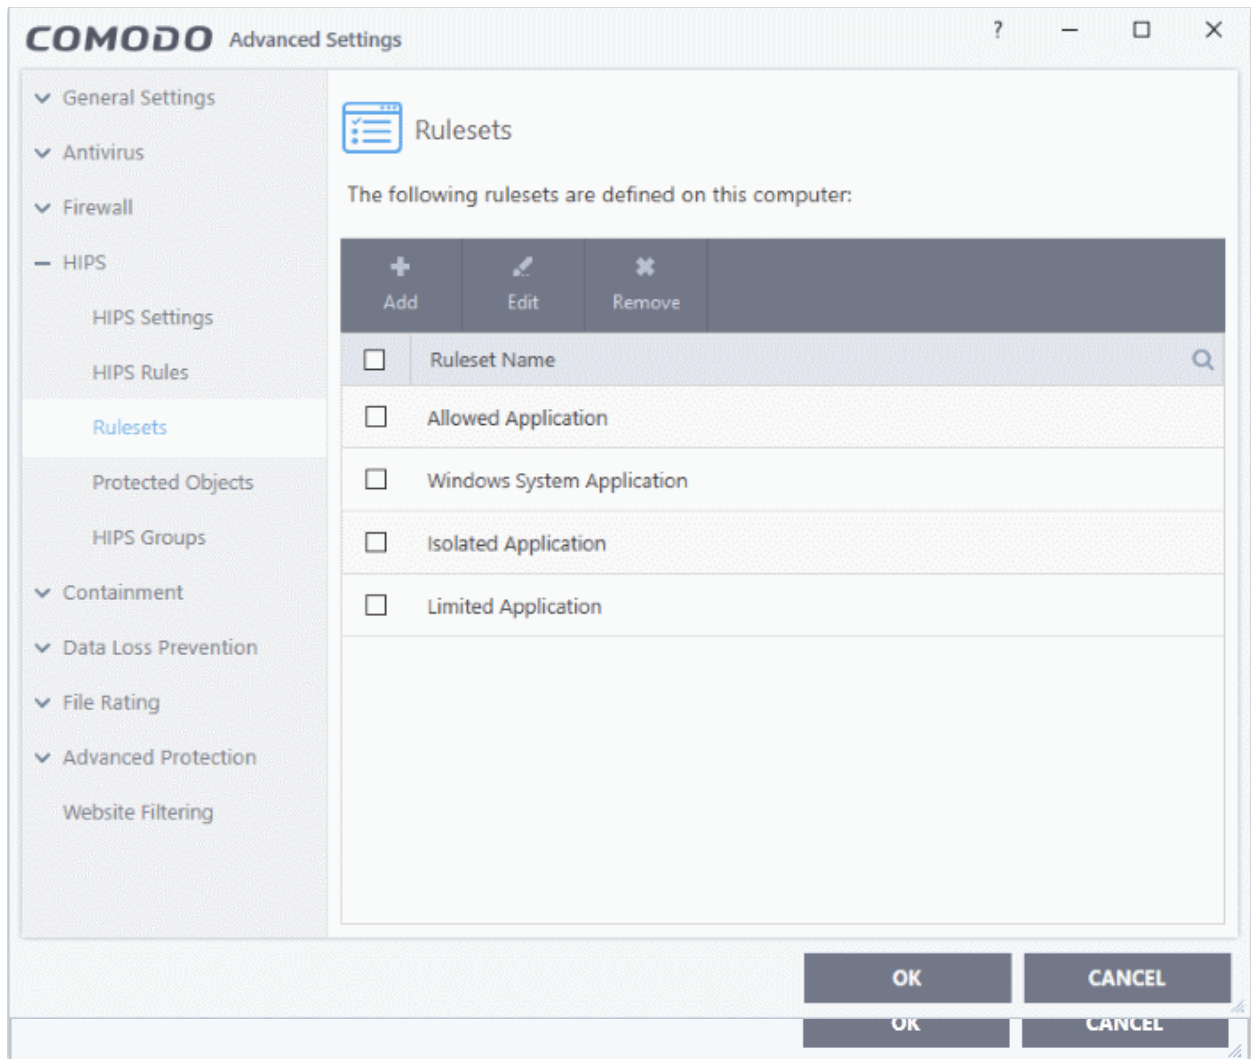 COMODO Advanced Settings ?
General Settings
Antivirus
Firewall
HIPS
HIPS Settings
HIPS Rules
Rulesets
Protected Objects
HIPS Groups
Containment
Data Loss Prevention
File Rating
Advanced Protection
Website Filtering
Rulesets
The following rulesets are defined on this computer:
Add Edit Remove
Ruleset Name
Allowed Application
Windows System Application
Isolated Application
Limited Application
OK CANCEL
OK CANCEL